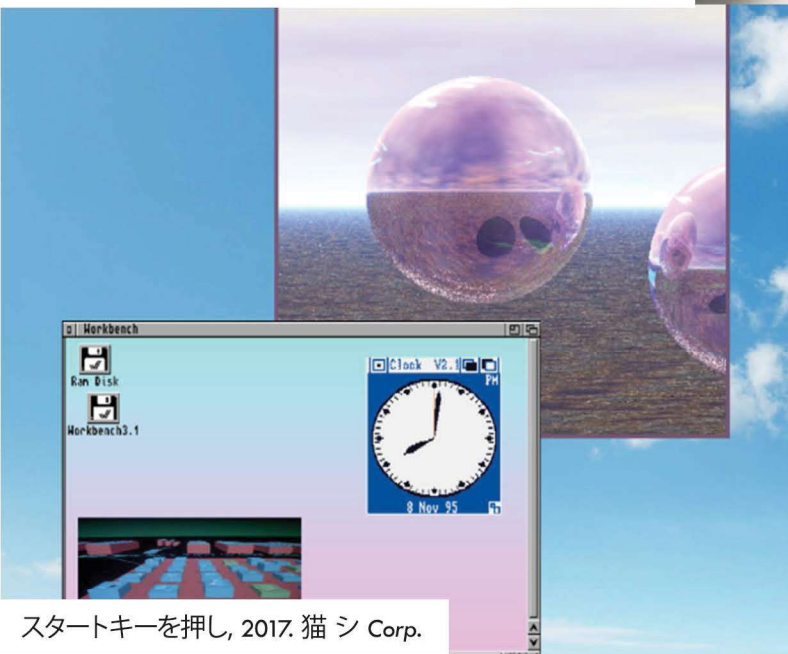 Workbench
Ram Disk
Workbench3.1
Clock V2.1
PM
8 Nov 95
スタートキーを押し, 2017. 猫 シ Corp.